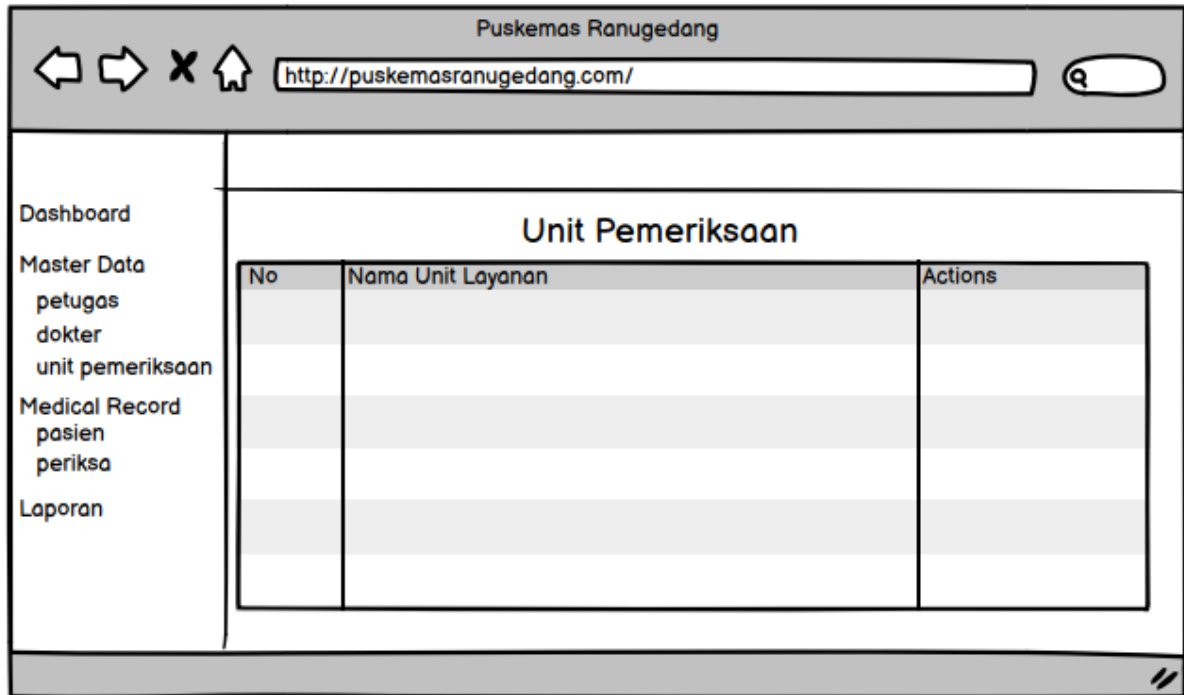 Puskemas Ranugedang
http://puskemasranugedang.com/
Dashboard
Master Data
petugas
dokter
unit pemeriksaan
Medical Record
pasien
periksa
Laporan
Unit Pemeriksaan
No Nama Unit Layanan Actions